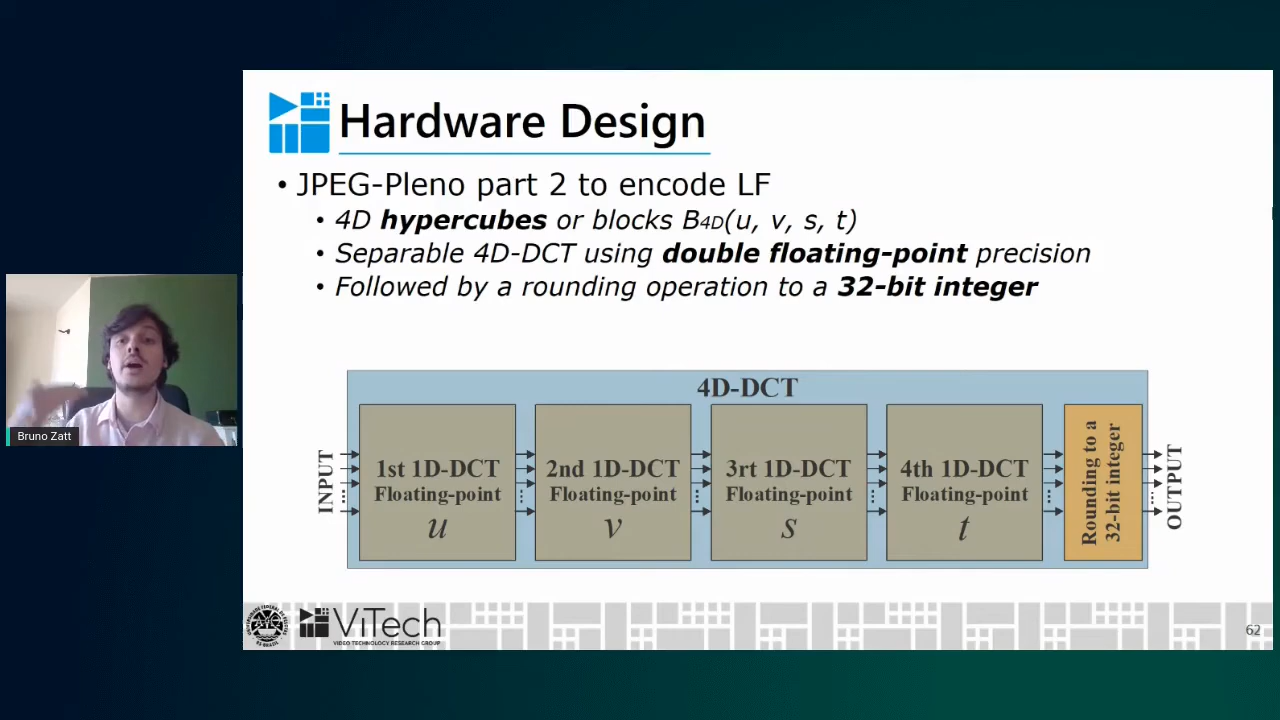 Hardware Design
• JPEG-Pleno part 2 to encode LF
• 4D hypercubes or blocks B4D(u, v, s, t)
• Separable 4D-DCT using double floating-point precision
• Followed by a rounding operation to a 32-bit integer
4D-DCT
INPUT
1st 1D-DCT
Floating-point
u
2nd 1D-DCT
Floating-point
v
3rt 1D-DCT
Floating-point
s
4th 1D-DCT
Floating-point
t
Rounding to a
32-bit integer
OUTPUT
Bruno Zatt
ViTech
VIDEO TECHNOLOGY RESEARCH GROUP
62